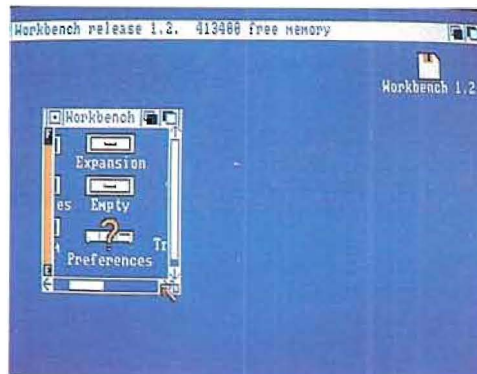 Workbench release 1.2. 413400 free memory
Workbench 1.2
Workbench
Expansion
es Empty
Tr
Preferences
F
E